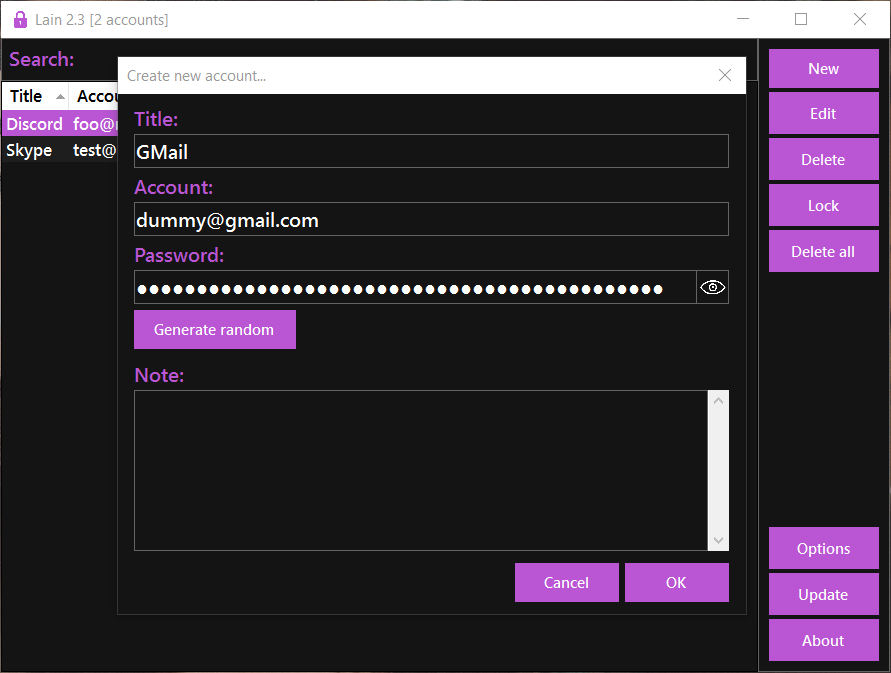 Lain 2.3 [2 accounts]
Search:
Title Accou
Discord foo@
Skype test@
Create new account...
Title:
GMail
Account:
dummy@gmail.com
Password:
●●●●●●●●●●●●●●●●●●●●●●●●●●●●●●●●●●●●●●●●●●●●
Generate random
Note:
Cancel OK
New
Edit
Delete
Lock
Delete all
Options
Update
About